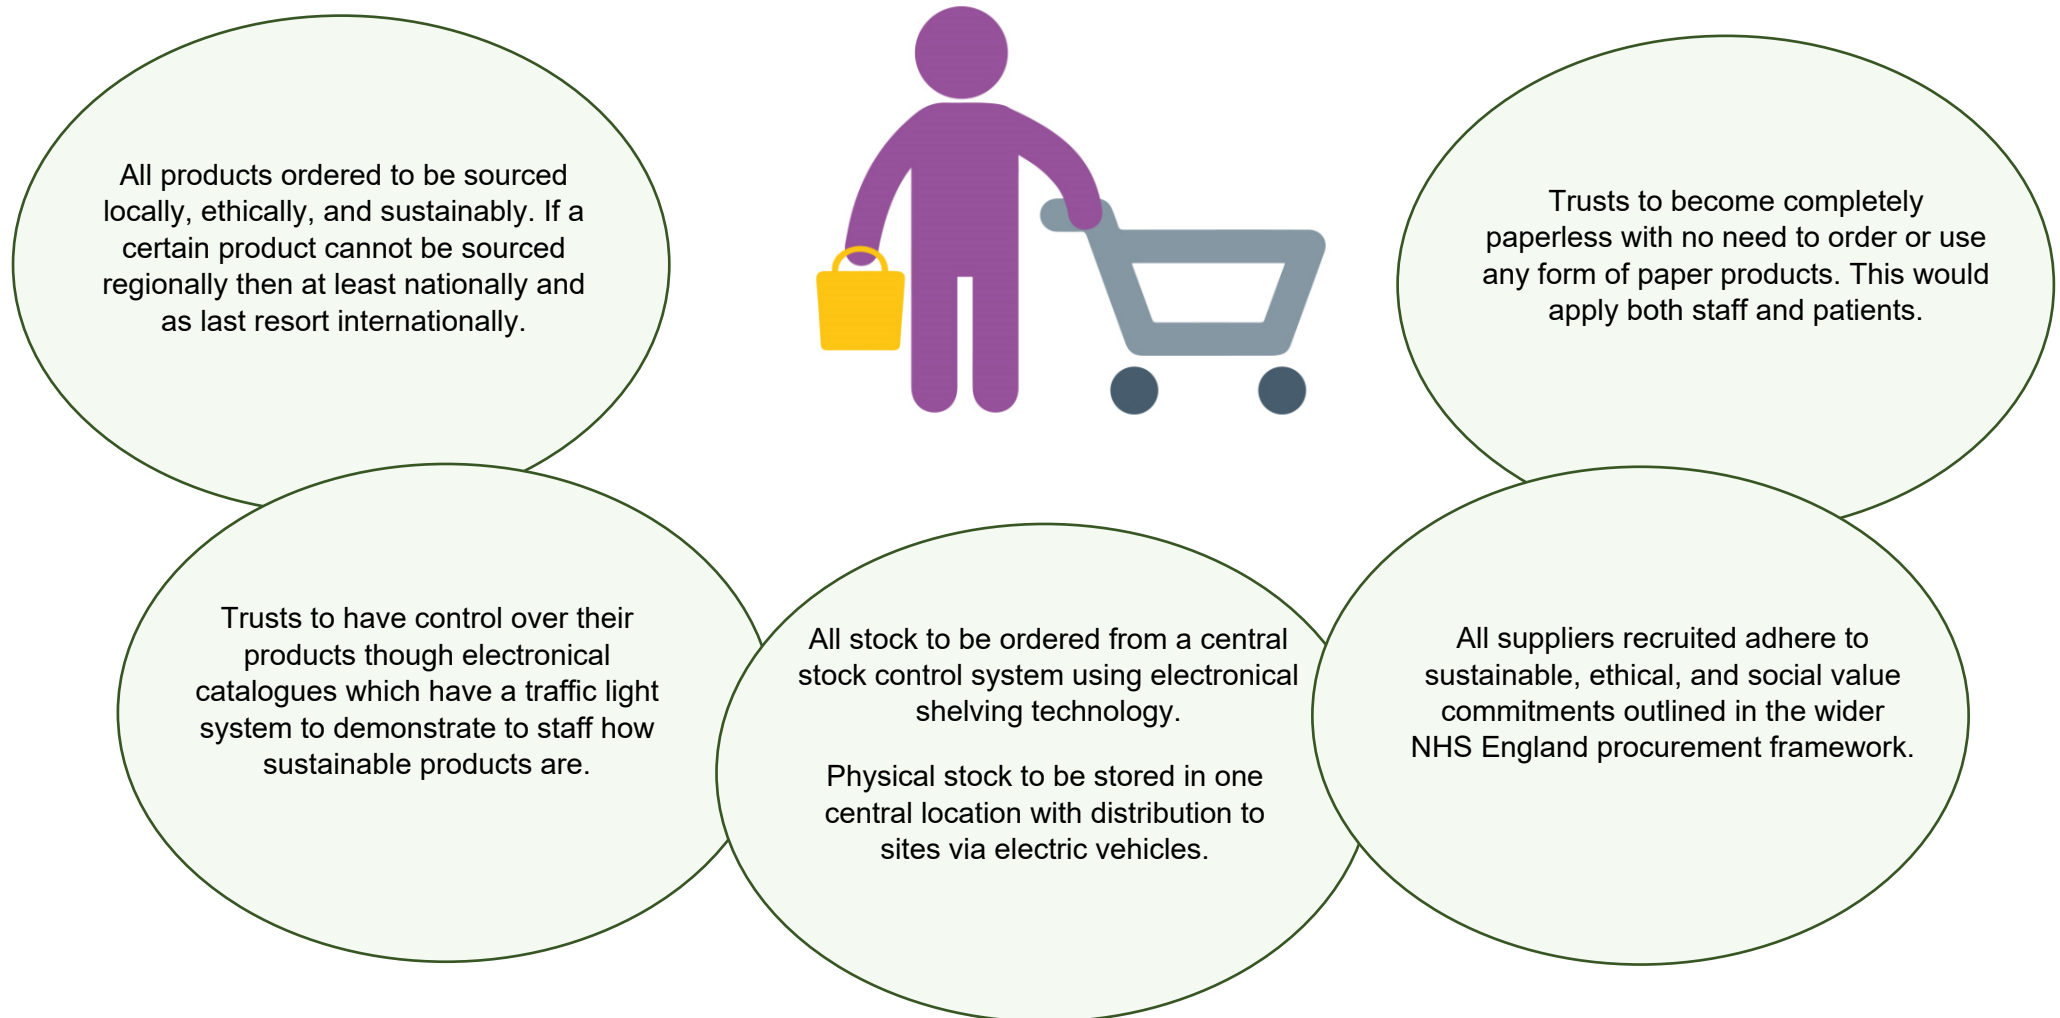 All products ordered to be sourced
locally, ethically, and sustainably. If a
certain product cannot be sourced
regionally then at least nationally and
as last resort internationally.
Trusts to become completely
paperless with no need to order or use
any form of paper products. This would
apply both staff and patients.
Trusts to have control over their
products though electronical
catalogues which have a traffic light
system to demonstrate to staff how
sustainable products are.
All stock to be ordered from a central
stock control system using electronical
shelving technology.
Physical stock to be stored in one
central location with distribution to
sites via electric vehicles.
All suppliers recruited adhere to
sustainable, ethical, and social value
commitments outlined in the wider
NHS England procurement framework.